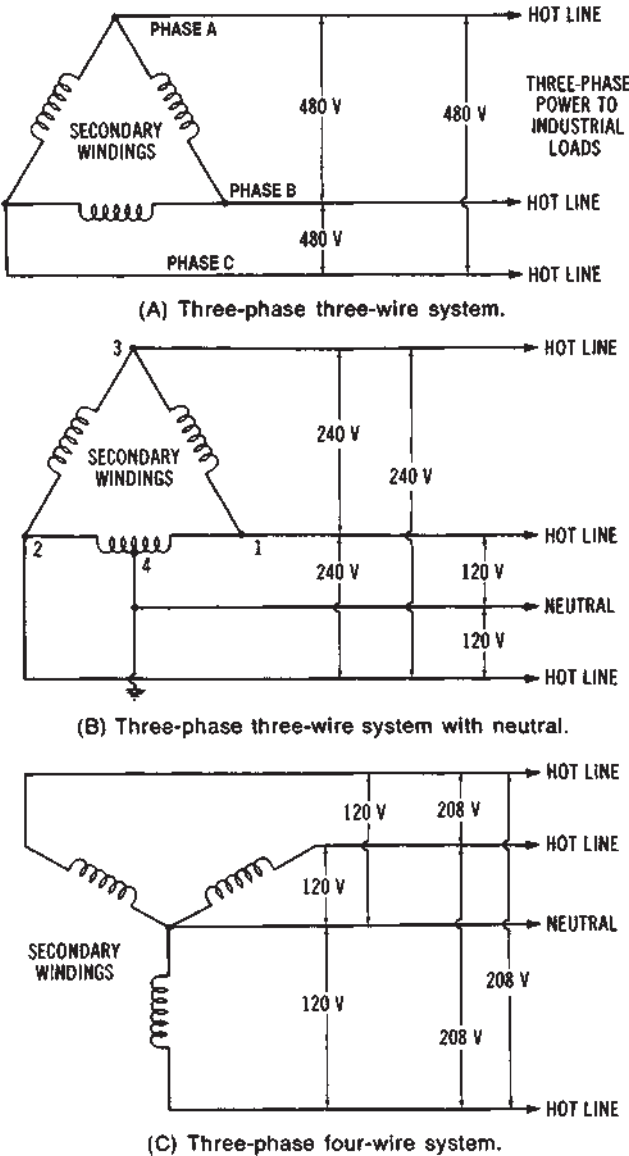 PHASE A
HOT LINE
THREE-PHASE
POWER TO
INDUSTRIAL
LOADS
480 V
480 V
SECONDARY
WINDINGS
PHASE B
HOT LINE
480 V
PHASE C
HOT LINE
(A) Three-phase three-wire system.
3
HOT LINE
240 V
SECONDARY
WINDINGS
240 V
2
4
1
HOT LINE
240 V
120 V
NEUTRAL
120 V
HOT LINE
(B) Three-phase three-wire system with neutral.
HOT LINE
120 V
208 V
HOT LINE
120 V
NEUTRAL
SECONDARY
WINDINGS
208 V
120 V
208 V
HOT LINE
(C) Three-phase four-wire system.